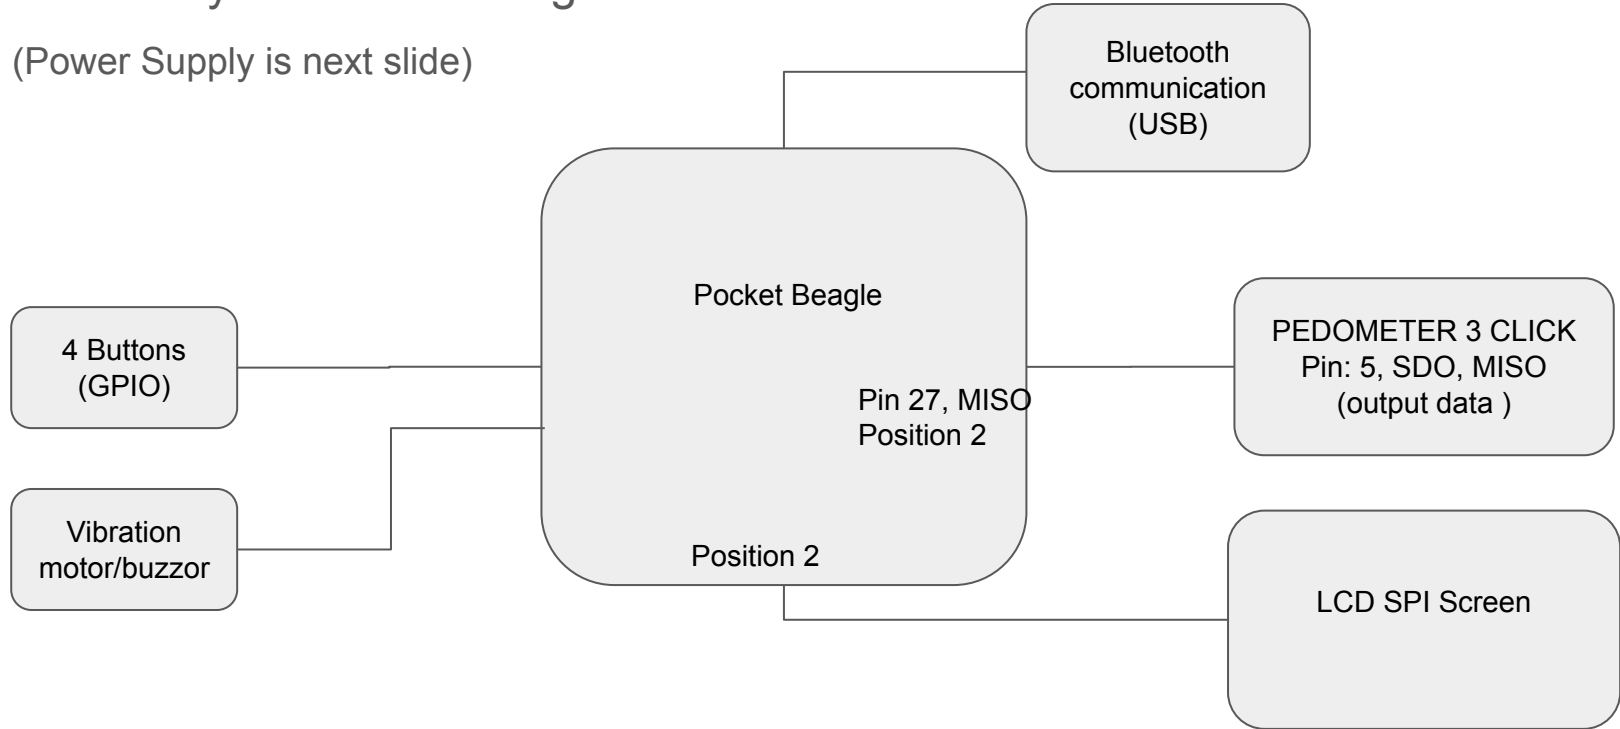 (Power Supply is next slide)
Bluetooth
communication
(USB)
Pocket Beagle
4 Buttons
(GPIO)
PEDOMETER 3 CLICK
Pin: 5, SDO, MISO
(output data )
Pin 27, MISO
Position 2
Vibration
motor/buzzor
Position 2
LCD SPI Screen